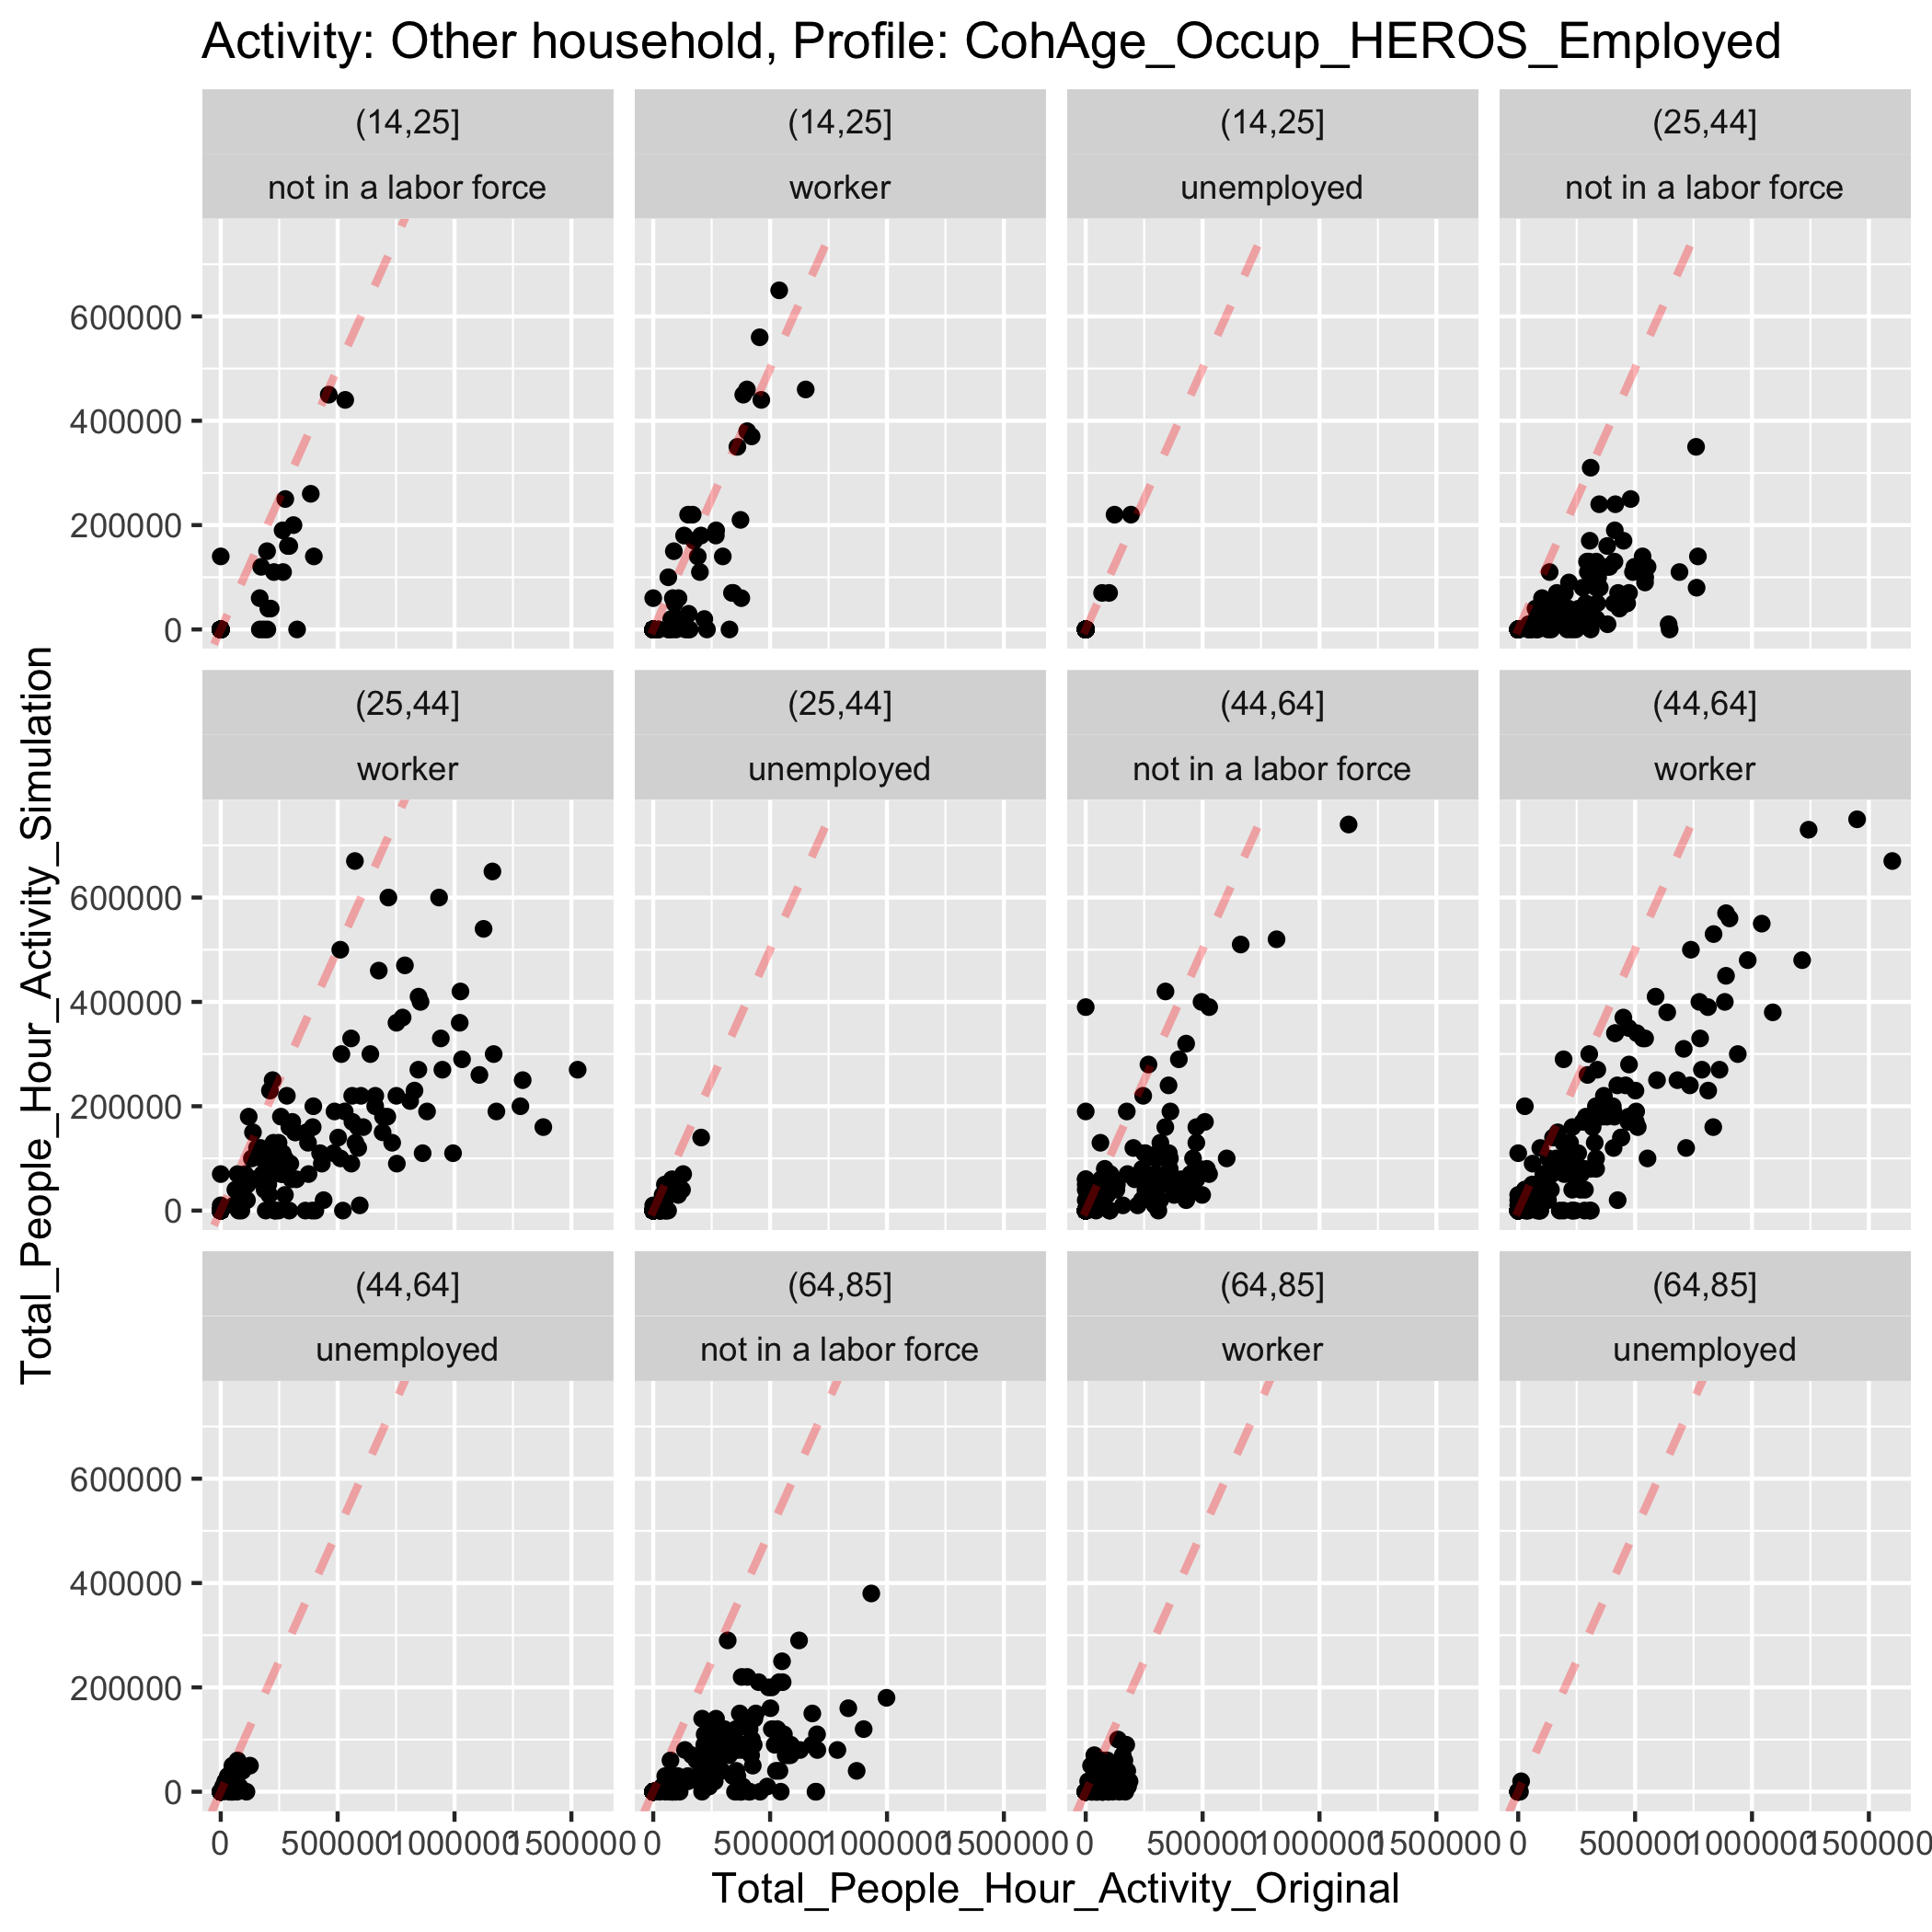 Activity: Other household, Profile: CohAge_Occup_HEROS_Employed
(14,25] (14,25] (14,25] (25,44]
not in a labor force worker unemployed not in a labor force
600000
400000
200000
0
(25,44] (25,44] (44,64] (44,64]
worker unemployed not in a labor force worker
600000
400000
200000
0
(44,64] (64,85] (64,85] (64,85]
unemployed not in a labor force worker unemployed
600000
400000
200000
0
0 500000 1000000 1500000 0 500000 1000000 1500000 0 500000 1000000 1500000 0 500000 1000000 1500000
Total_People_Hour_Activity_Original
Total_People_Hour_Activity_Simulation